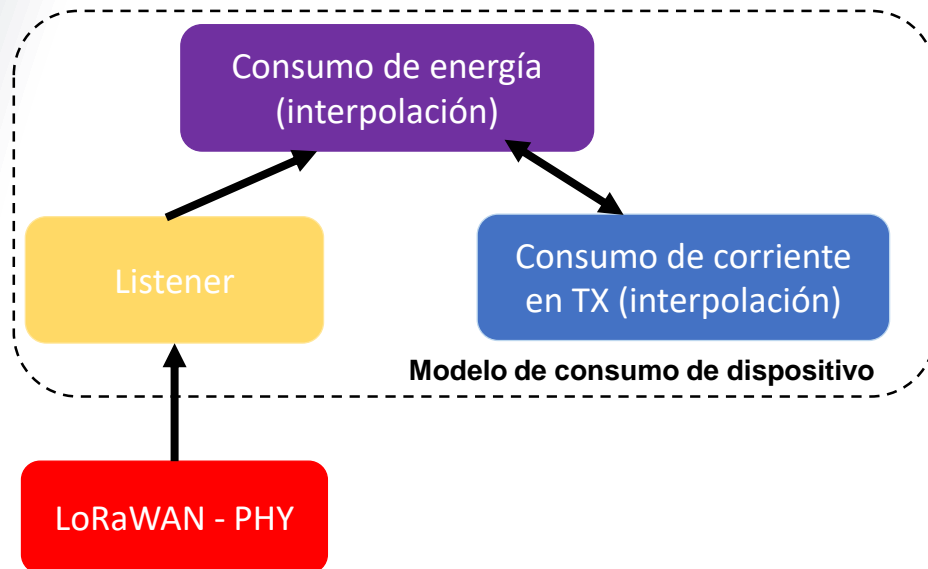 Consumo de energía
(interpolación)
Listener
Consumo de corriente
en TX (interpolación)
Modelo de consumo de dispositivo
LoRaWAN - PHY